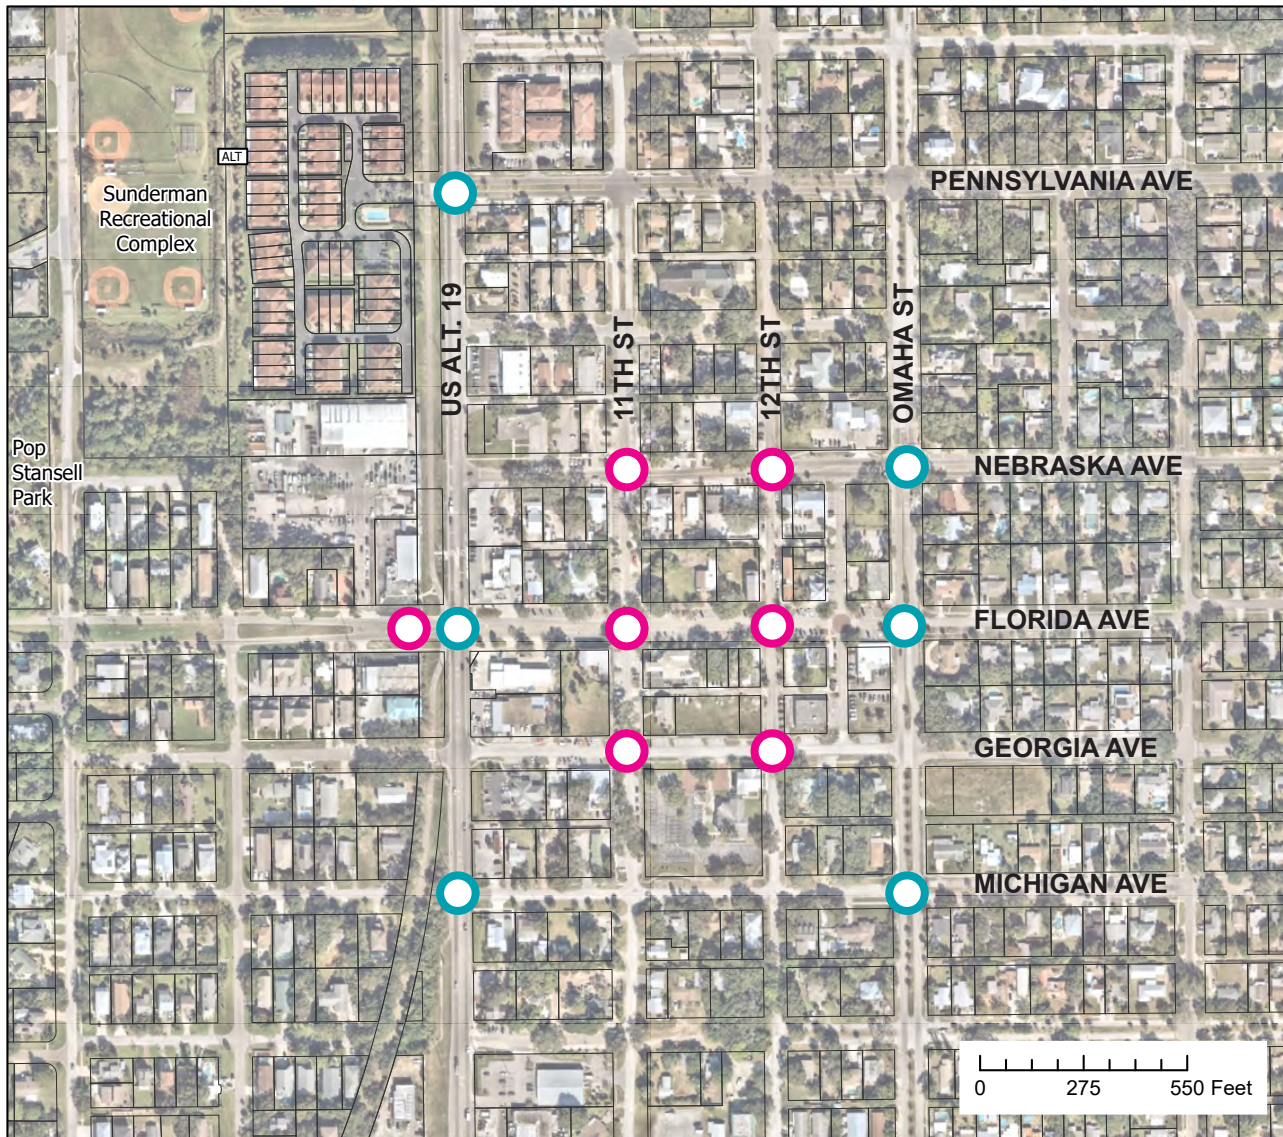 ALT
Sunderman
Recreational
Complex
PENNSYLVANIA AVE
US ALT. 19
11TH ST
12TH ST
OMAHA ST
Pop
Stansell
Park
NEBRASKA AVE
FLORIDA AVE
GEORGIA AVE
MICHIGAN AVE
0 275 550 Feet